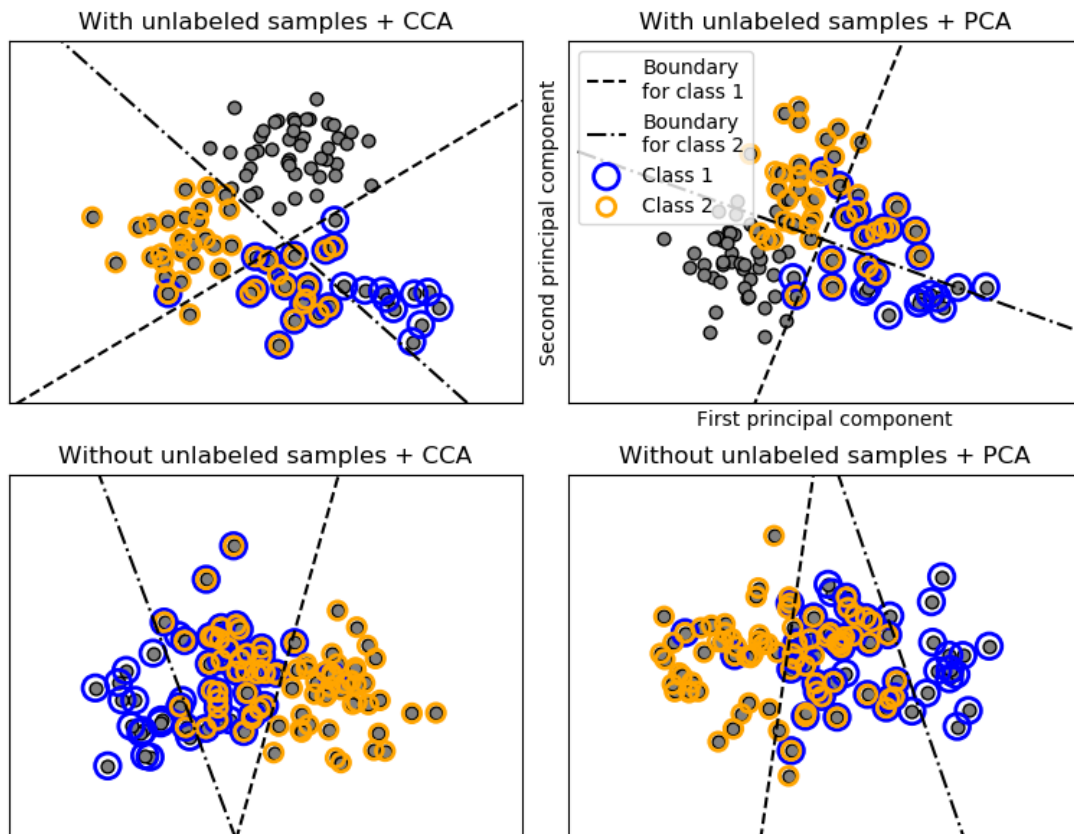 With unlabeled samples + CCA
With unlabeled samples + PCA
Boundary
for class 1
Boundary
for class 2
Class 1
Class 2
Second principal component
First principal component
Without unlabeled samples + CCA
Without unlabeled samples + PCA